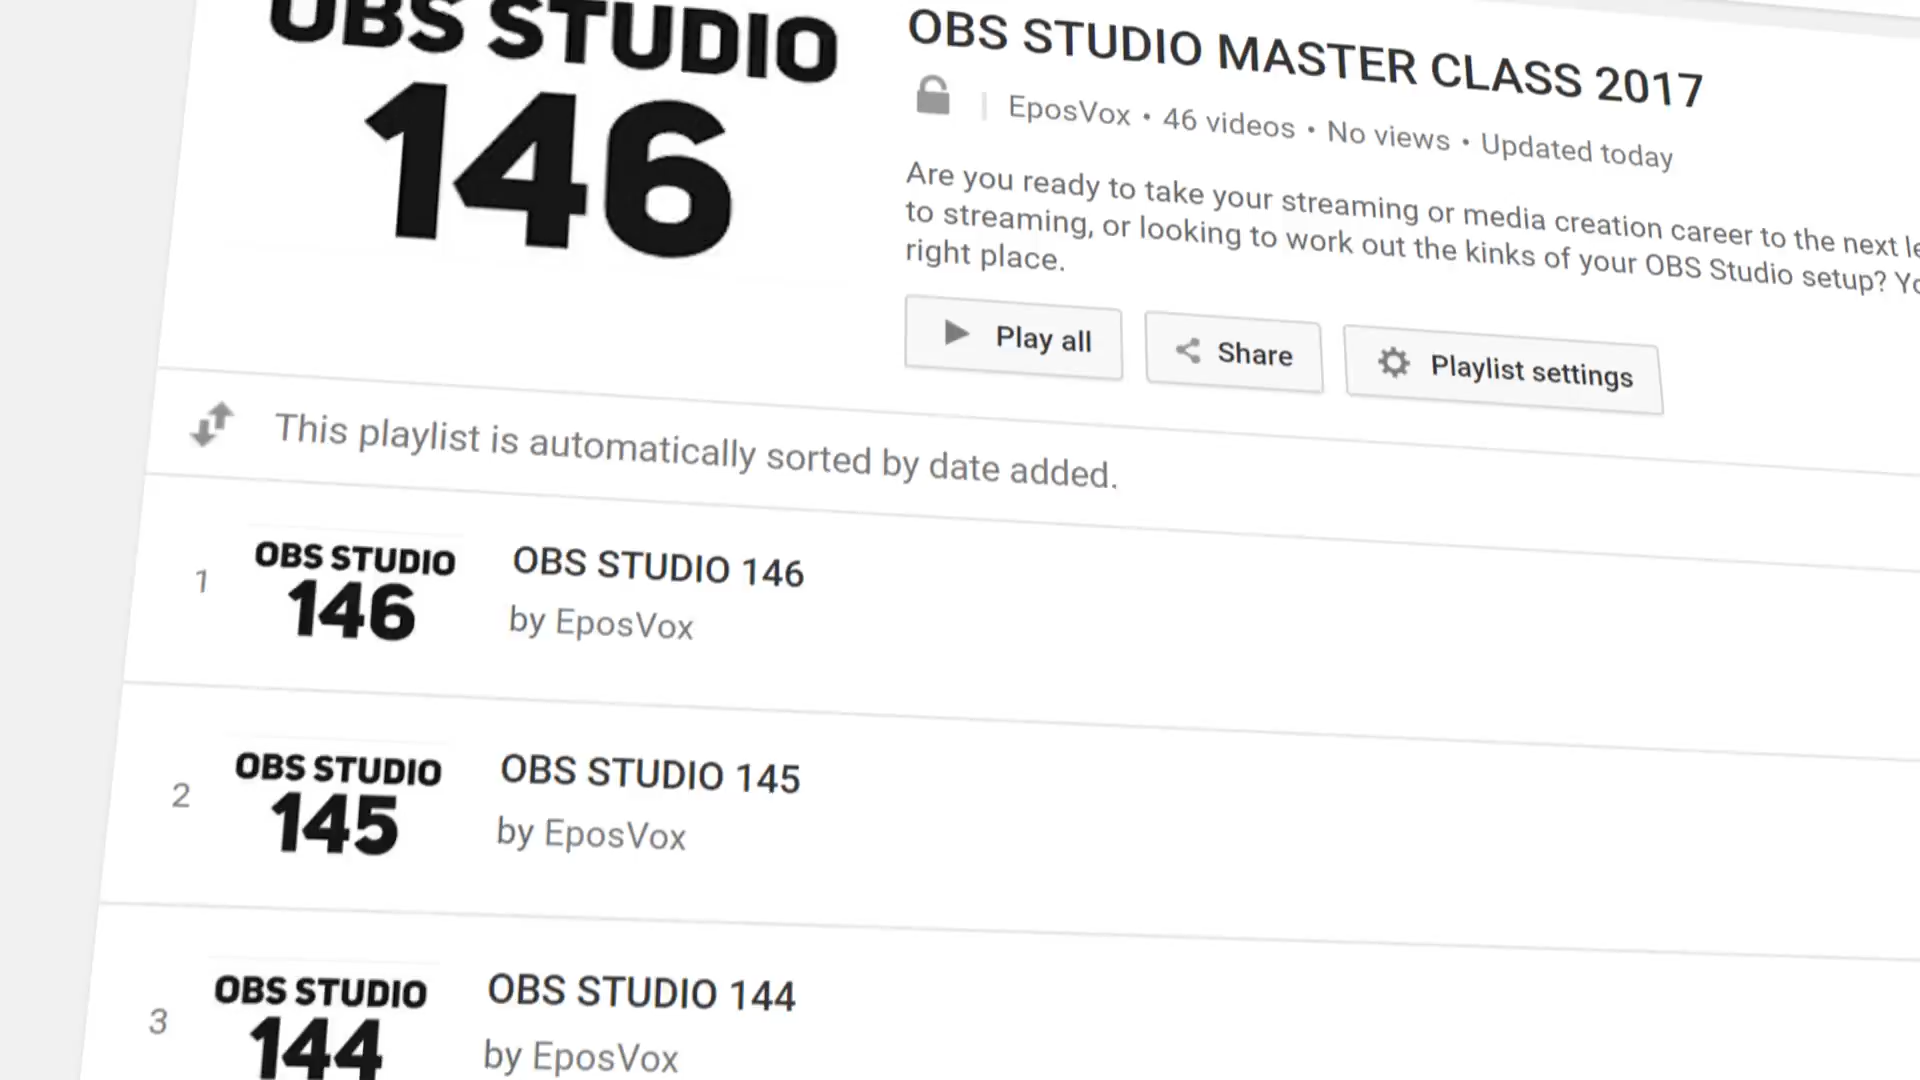 OBS STUDIO
146
OBS STUDIO MASTER CLASS 2017
EposVox • 46 videos • No views • Updated today
Are you ready to take your streaming or media creation career to the next
to streaming, or looking to work out the kinks of your OBS Studio setup?
right place.
Play all
Share
Playlist settings
This playlist is automatically sorted by date added.
1
OBS STUDIO
146
OBS STUDIO 146
by EposVox
2
OBS STUDIO
145
OBS STUDIO 145
by EposVox
3
OBS STUDIO
144
OBS STUDIO 144
by EposVox